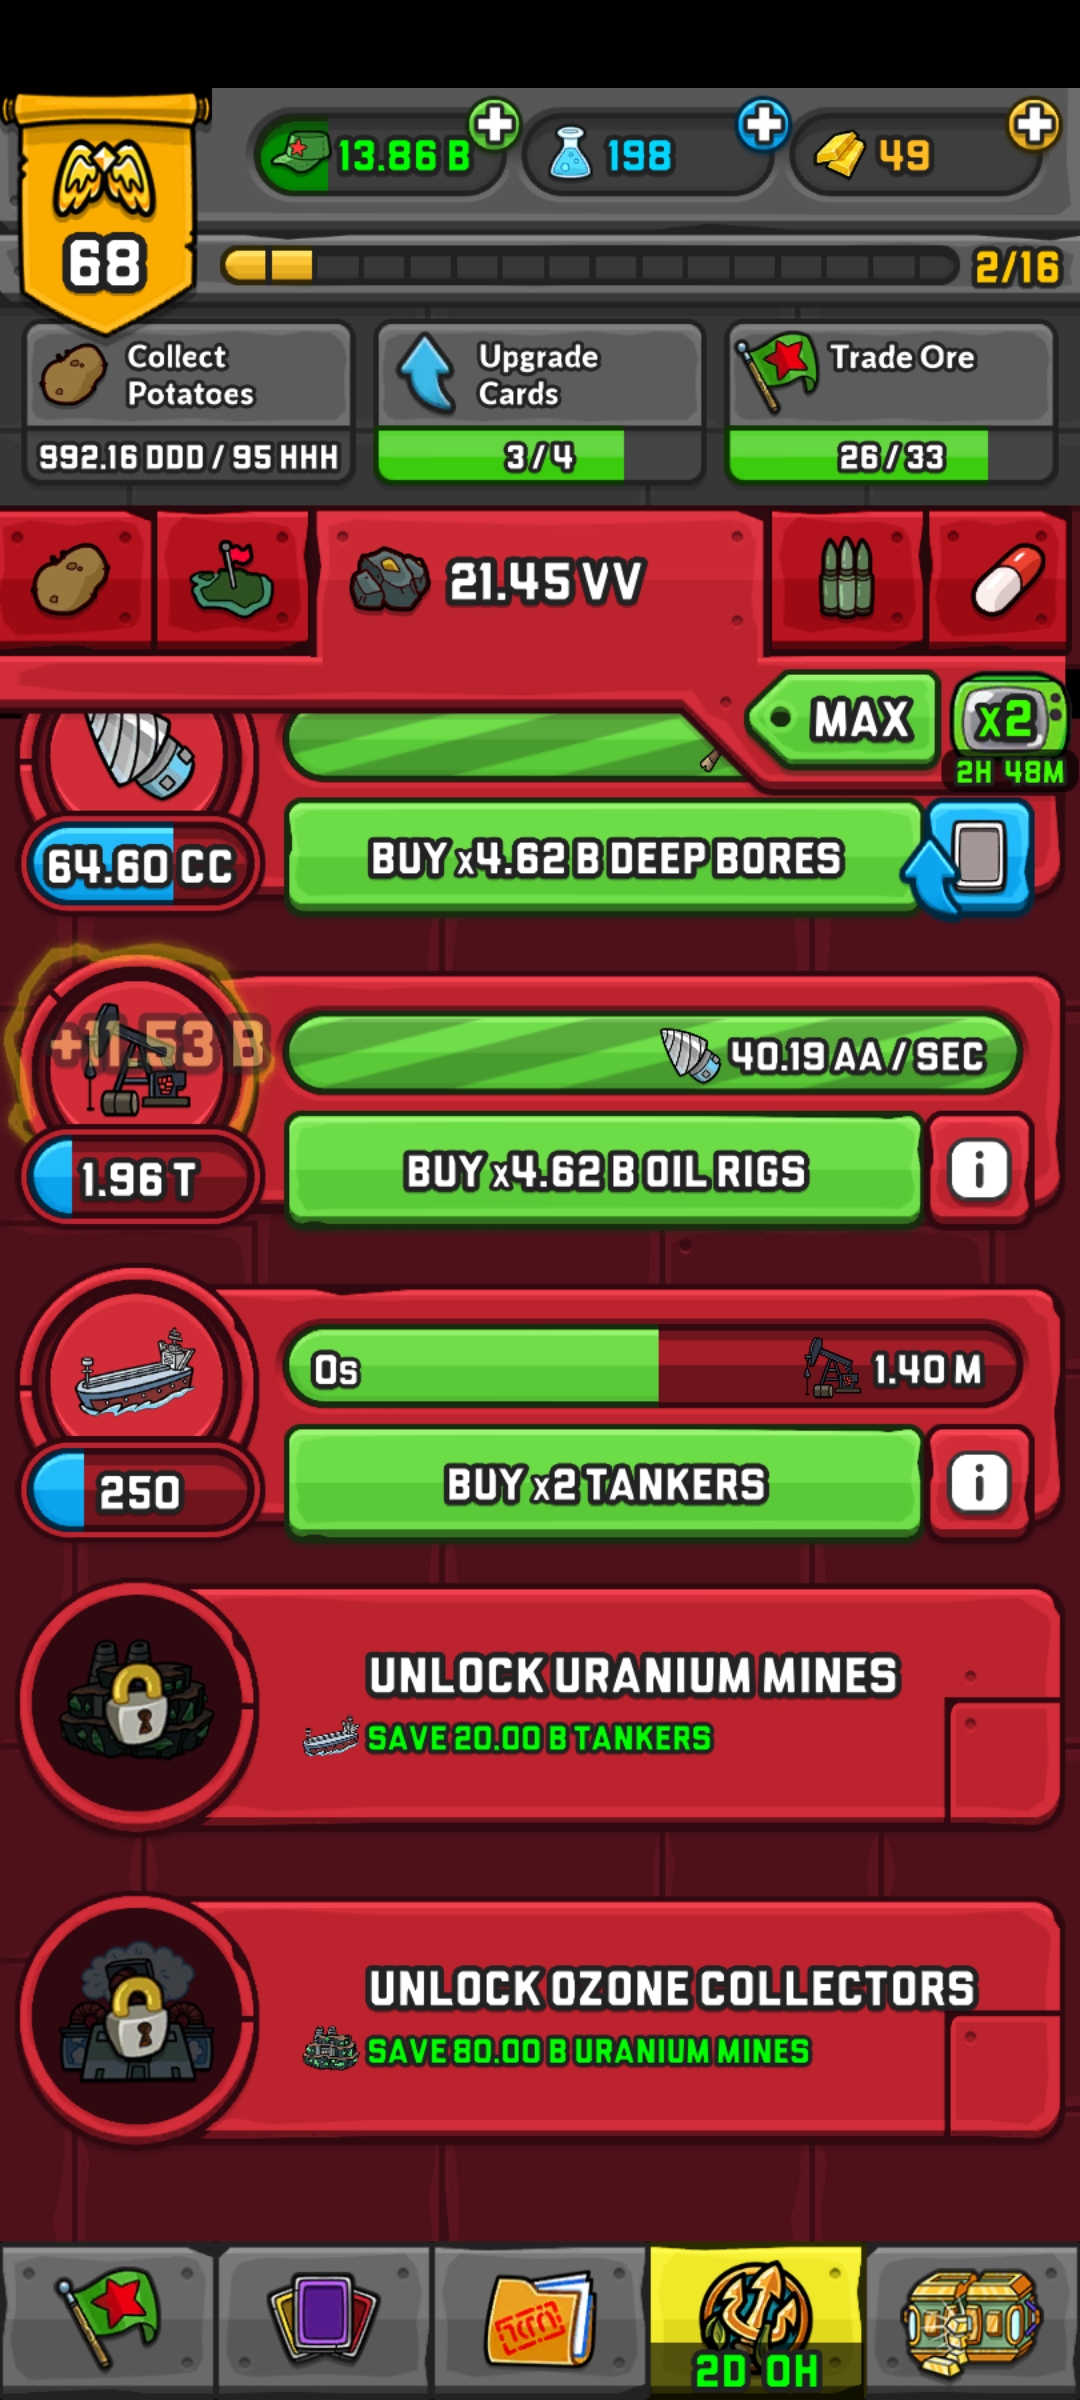 13.86 B
198
49
68
2/16
Collect
Potatoes
992.16 DDD / 95 HHH
Upgrade
Cards
3/4
Trade Ore
26/33
21.45 VV
MAX
x2
2H 48M
64.60 CC
BUY x4.62 B DEEP BORES
+11.53 B
40.19 AA / SEC
1.96 T
BUY x4.62 B OIL RIGS
i
0s
1.40 M
250
BUY x2 TANKERS
i
UNLOCK URANIUM MINES
SAVE 20.00 B TANKERS
UNLOCK OZONE COLLECTORS
SAVE 80.00 B URANIUM MINES
2D 0H